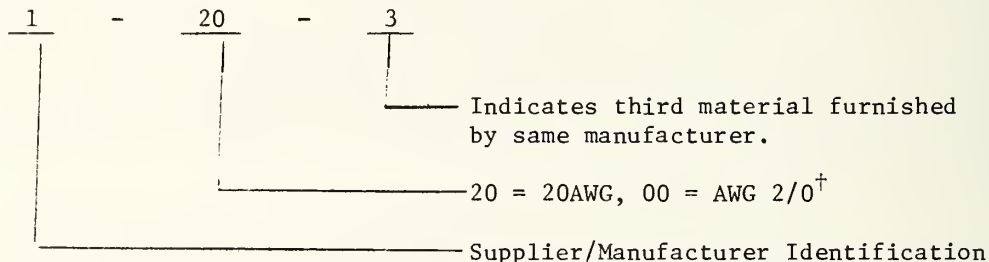 1 - 20 - 3
Indicates third material furnished
by same manufacturer.
20 = 20AWG, 00 = AWG 2/0†
Supplier/Manufacturer Identification